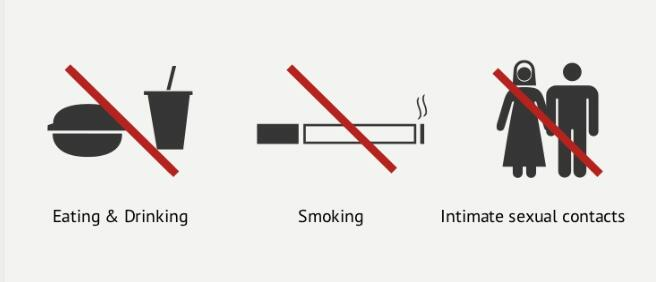 Eating & Drinking
Smoking
Intimate sexual contacts